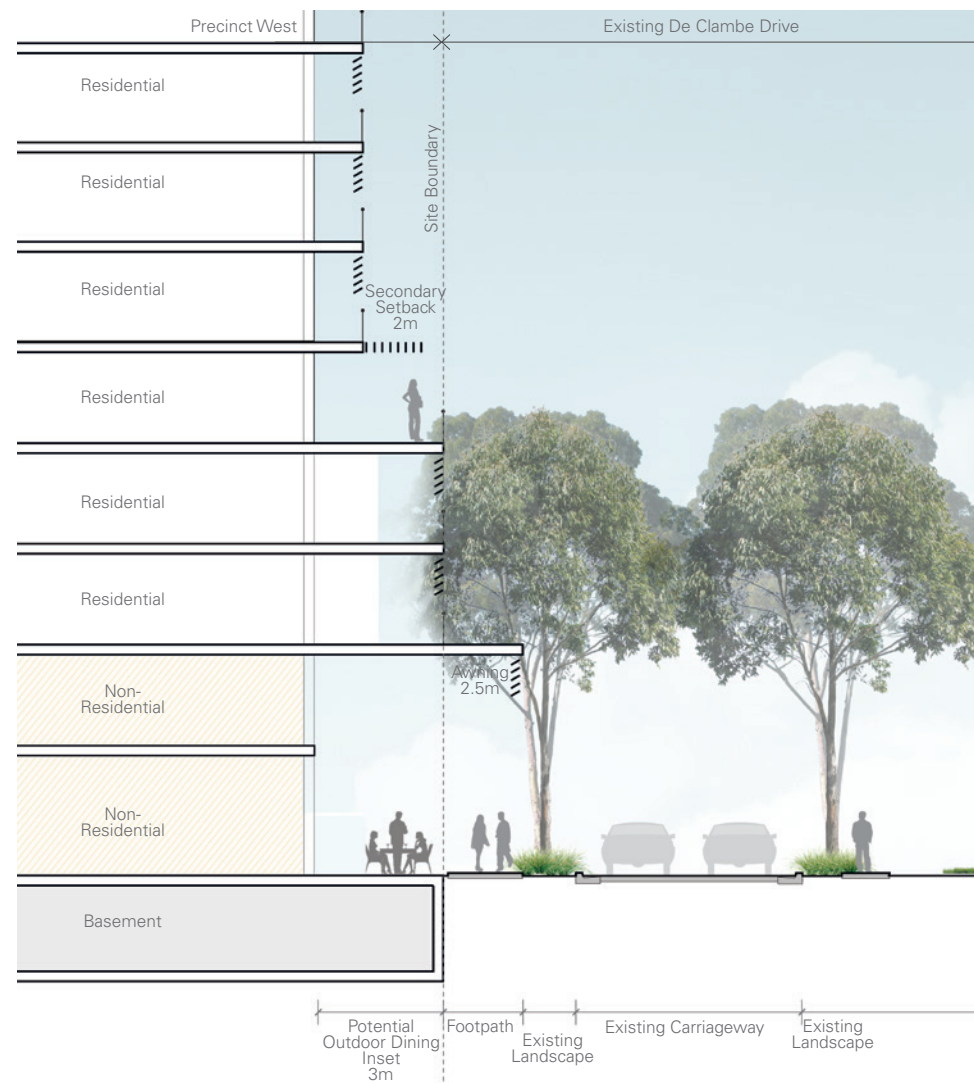 Precinct West
Existing De Clambe Drive
Residential
Site Boundary
Residential
Residential
Secondary
Setback
2m
Residential
Residential
Residential
Awning
2.5m
Non-
Residential
Non-
Residential
Basement
Potential
Outdoor Dining
Inset
3m
Footpath
Existing
Landscape
Existing Carriageway
Existing
Landscape